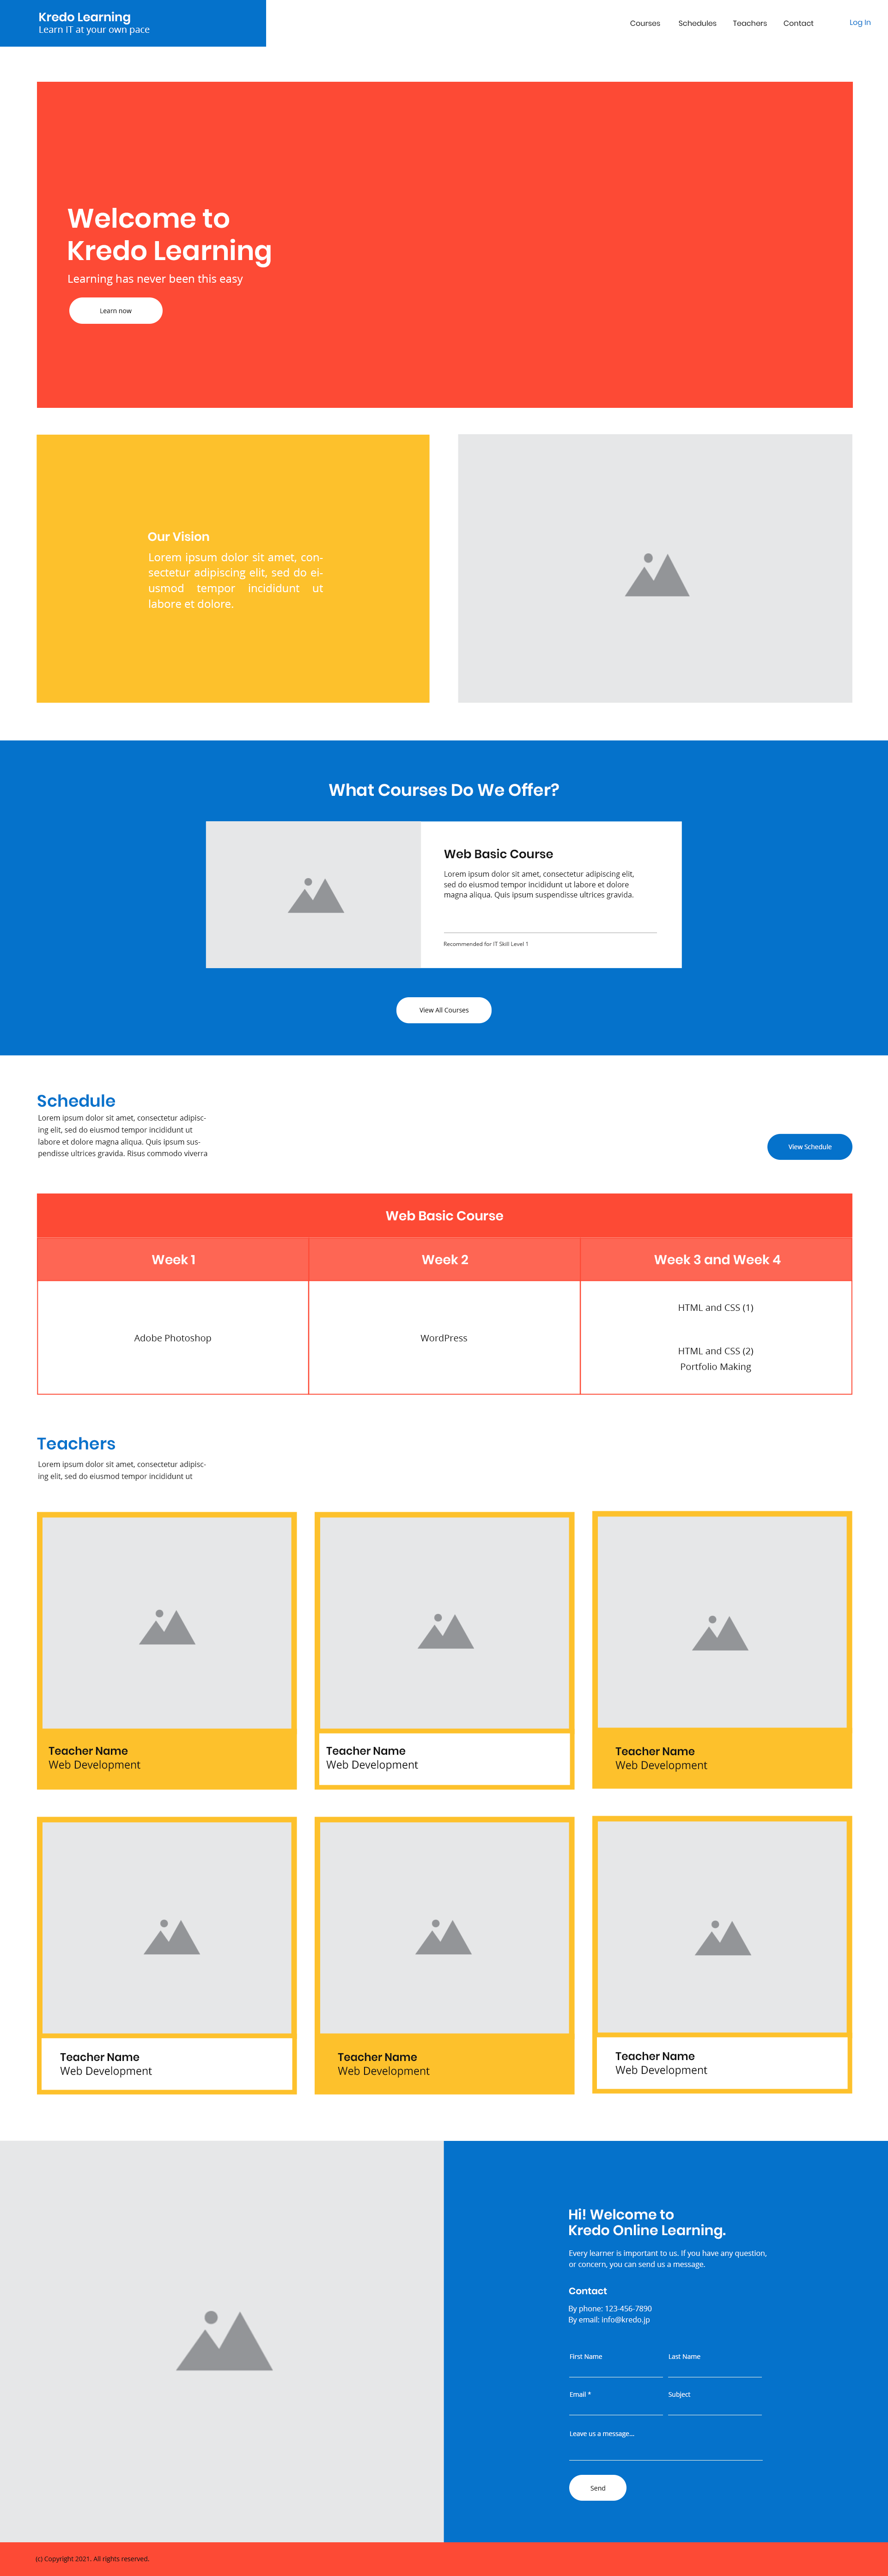 Kredo Learning
Learn IT at your own pace
Courses Schedules Teachers Contact Log In
Welcome to
Kredo Learning
Learning has never been this easy
Learn now
Our Vision
Lorem ipsum dolor sit amet, con-
sectetur adipiscing elit, sed do ei-
usmod tempor incididunt ut
labore et dolore.
What Courses Do We Offer?
Web Basic Course
Lorem ipsum dolor sit amet, consectetur adipiscing elit,
sed do eiusmod tempor incididunt ut labore et dolore
magna aliqua. Quis ipsum suspendisse ultrices gravida.
Recommended for IT Skill Level 1
View All Courses
Schedule
Lorem ipsum dolor sit amet, consectetur adipisc-
ing elit, sed do eiusmod tempor incididunt ut
labore et dolore magna aliqua. Quis ipsum sus-
pendisse ultrices gravida. Risus commodo viverra
View Schedule
Web Basic Course
Week 1 Week 2 Week 3 and Week 4
HTML and CSS (1)
Adobe Photoshop WordPress
HTML and CSS (2)
Portfolio Making
Teachers
Lorem ipsum dolor sit amet, consectetur adipisc-
ing elit, sed do eiusmod tempor incididunt ut
Teacher Name
Web Development
Teacher Name
Web Development
Teacher Name
Web Development
Teacher Name
Web Development
Teacher Name
Web Development
Teacher Name
Web Development
Hi! Welcome to
Kredo Online Learning.
Every learner is important to us. If you have any question,
or concern, you can send us a message.
Contact
By phone: 123-456-7890
By email: info@kredo.jp
First Name Last Name
Email * Subject
Leave us a message...
Send
(c) Copyright 2021. All rights reserved.